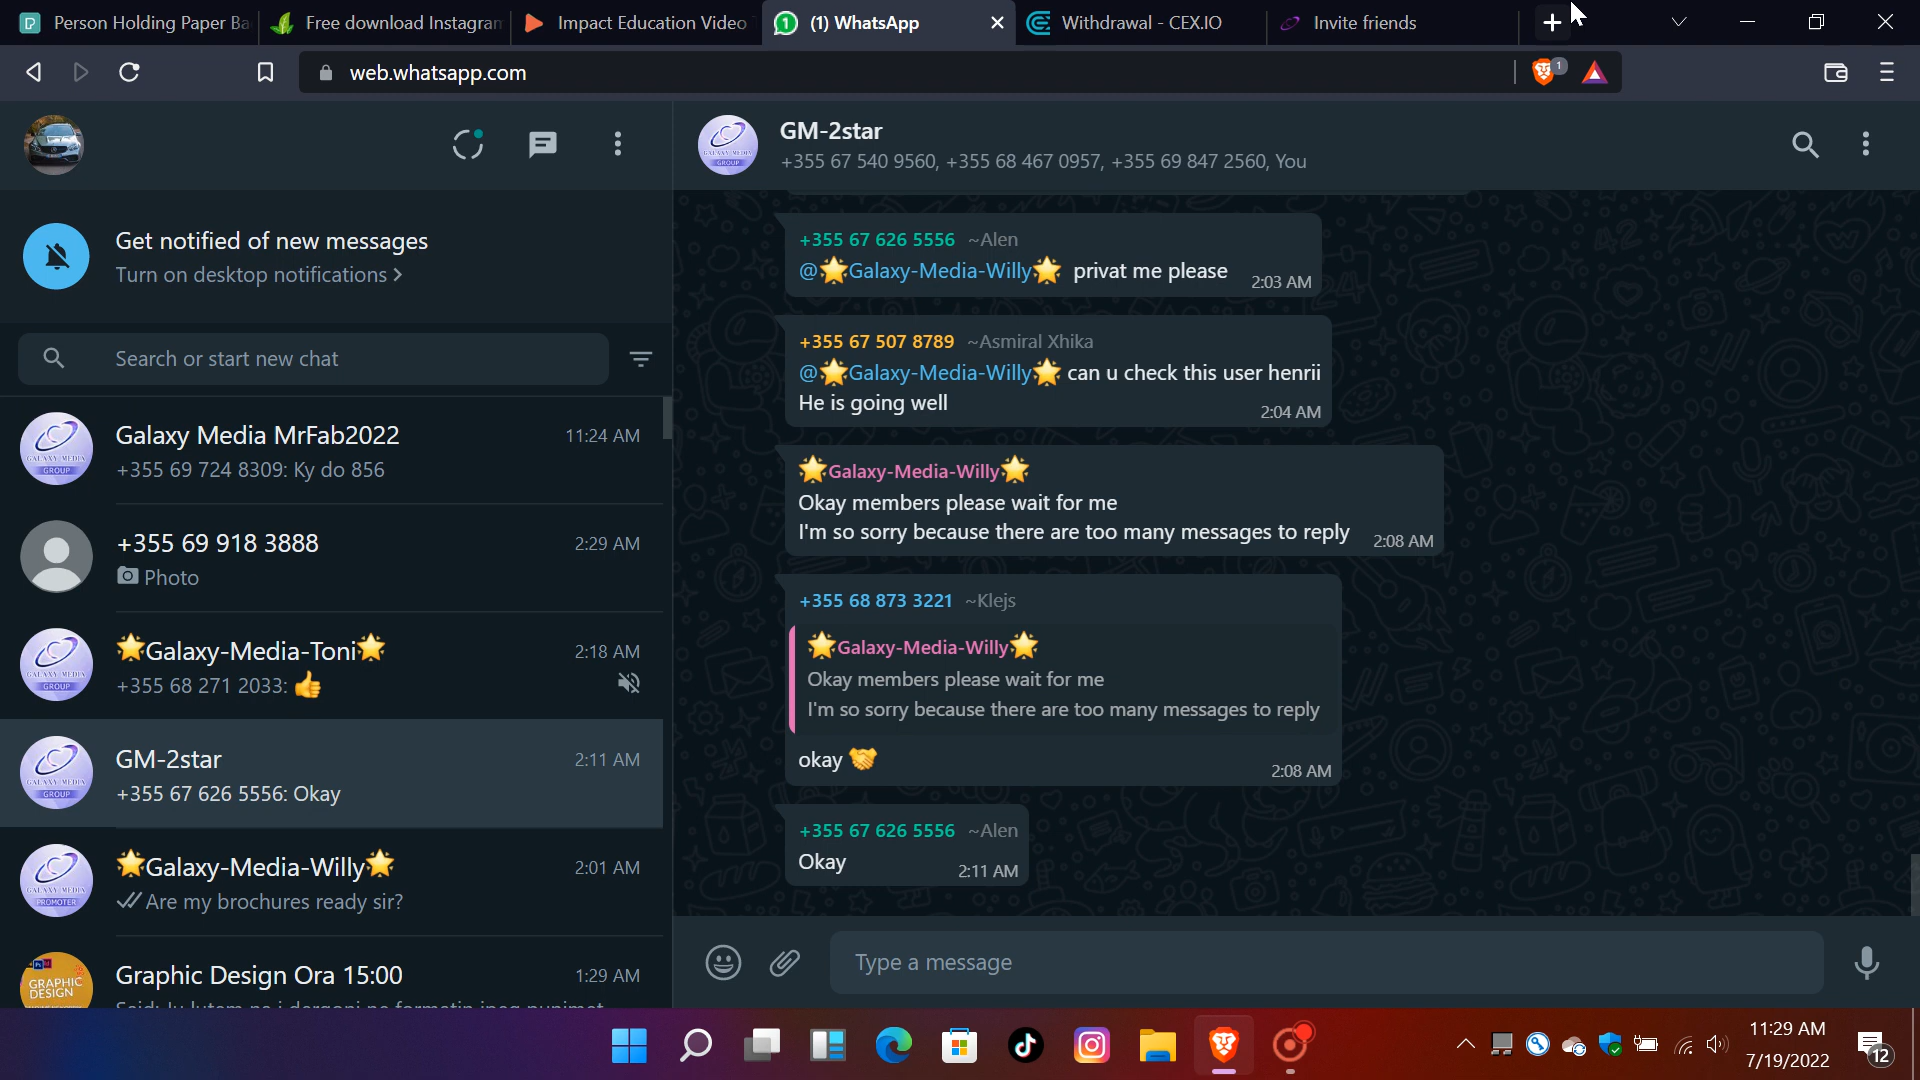 Person Holding Paper Ba
Free download Instagram
Impact Education Video
(1) WhatsApp
Withdrawal - CEX.IO
Invite friends
web.whatsapp.com
1
GM-2star
+355 67 540 9560, +355 68 467 0957, +355 69 847 2560, You
Get notified of new messages
Turn on desktop notifications >
Search or start new chat
Galaxy Media MrFab2022
11:24 AM
+355 69 724 8309: Ky do 856
+355 69 918 3888
2:29 AM
Photo
🌟Galaxy-Media-Toni🌟
2:18 AM
+355 68 271 2033: 👍
GM-2star
2:11 AM
+355 67 626 5556: Okay
🌟Galaxy-Media-Willy🌟
2:01 AM
Are my brochures ready sir?
Graphic Design Ora 15:00
1:29 AM
+355 67 626 5556 ~Alen
@🌟Galaxy-Media-Willy🌟 privat me please
2:03 AM
+355 67 507 8789 ~Asmiral Xhika
@🌟Galaxy-Media-Willy🌟 can u check this user henrii
He is going well
2:04 AM
🌟Galaxy-Media-Willy🌟
Okay members please wait for me
I'm so sorry because there are too many messages to reply
2:08 AM
+355 68 873 3221 ~Klejs
🌟Galaxy-Media-Willy🌟
Okay members please wait for me
I'm so sorry because there are too many messages to reply
okay 🤝
2:08 AM
+355 67 626 5556 ~Alen
Okay
2:11 AM
Type a message
11:29 AM
7/19/2022
12